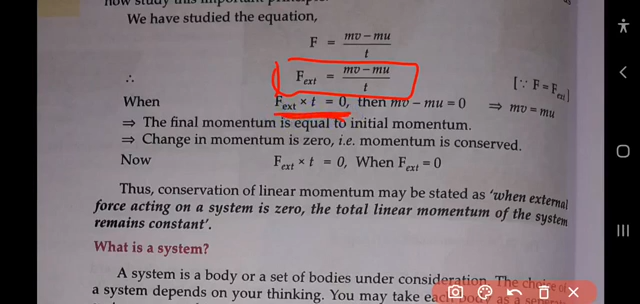 We have studied the equation,
F = mv – mu / t
∴ F_ext = mv – mu / t [∵ F = F_ext]
When F_ext × t = 0, then mv – mu = 0 ⇒ mv = mu
⇒ The final momentum is equal to initial momentum.
⇒ Change in momentum is zero, i.e. momentum is conserved.
Now F_ext × t = 0, When F_ext = 0
Thus, conservation of linear momentum may be stated as 'when external
force acting on a system is zero, the total linear momentum of the system
remains constant'.
What is a system?
A system is a body or a set of bodies under consideration. The choice of
a system depends on your thinking. You may take each body as a